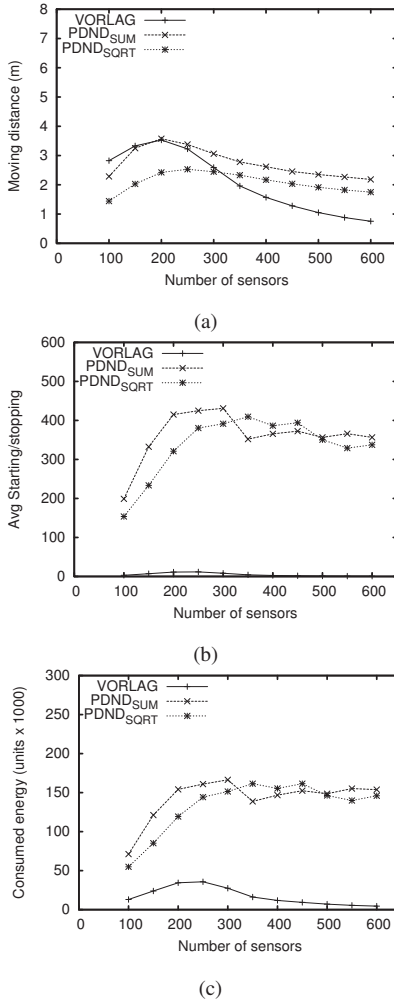 VORLAG
PDND_SUM
PDND_SQRT
Moving distance (m)
8
7
6
5
4
3
2
1
0
0 100 200 300 400 500 600
Number of sensors
(a)
VORLAG
PDND_SUM
PDND_SQRT
Avg Starting/stopping
600
500
400
300
200
100
0
0 100 200 300 400 500 600
Number of sensors
(b)
VORLAG
PDND_SUM
PDND_SQRT
Consumed energy (units x 1000)
300
250
200
150
100
50
0
0 100 200 300 400 500 600
Number of sensors
(c)